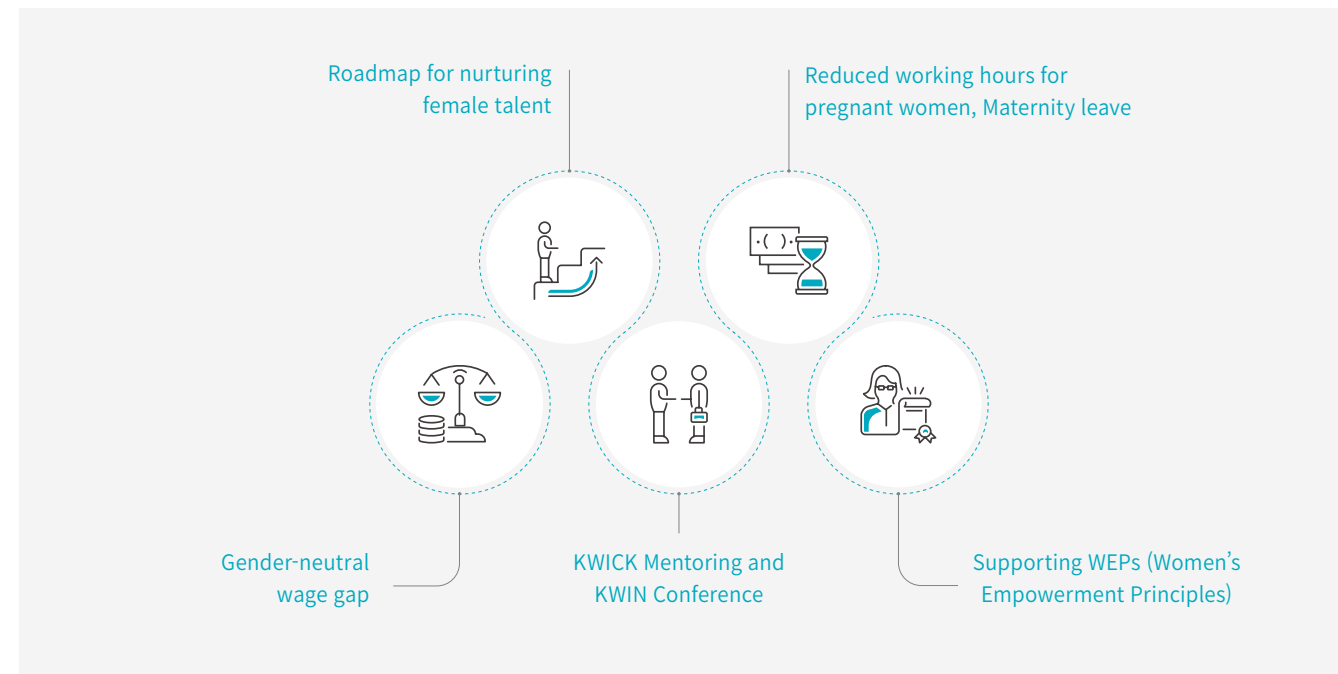 Roadmap for nurturing
female talent
Reduced working hours for
pregnant women, Maternity leave
Gender-neutral
wage gap
KWICK Mentoring and
KWIN Conference
Supporting WEPs (Women’s
Empowerment Principles)